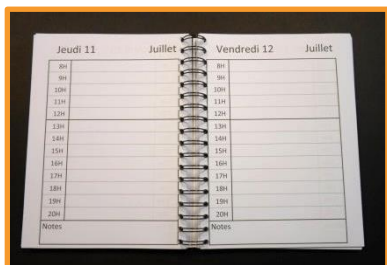 Jeudi 11 Juillet
8H
9H
10H
11H
12H
13H
14H
15H
16H
17H
18H
19H
20H
Notes
Vendredi 12 Juillet
8H
9H
10H
11H
12H
13H
14H
15H
16H
17H
18H
19H
20H
Notes